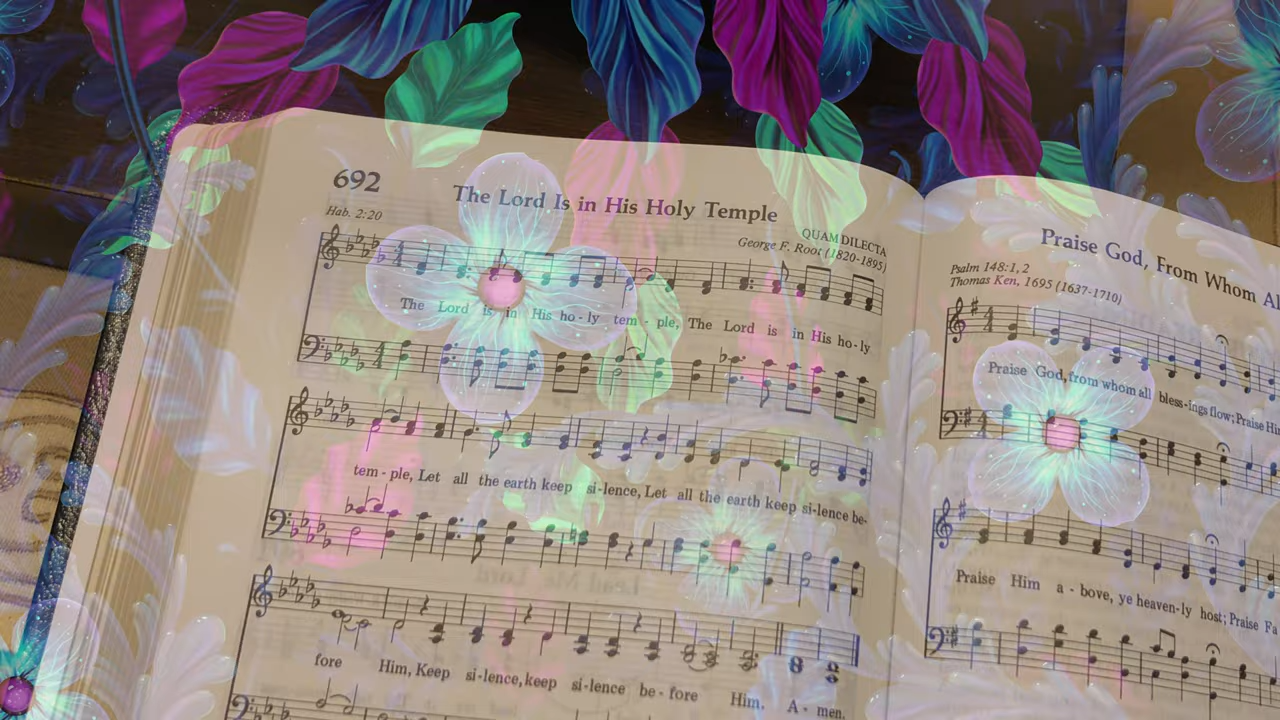 692
The Lord Is in His Holy Temple
Hab. 2:20
QUAM DILECTA
George F. Root (1820-1895)
The Lord is in His ho-ly tem - ple, The Lord is in His ho-ly
tem - ple, Let all the earth keep si-lence, Let all the earth keep si-lence be-
fore Him, Keep si-lence, keep si-lence be - fore Him. A - men.
Praise God, From Whom
Psalm 148:1, 2
Thomas Ken, 1695 (1637-1710)
Praise God, from whom all bless-ings flow; Praise
Praise Him a - bove, ye heaven-ly host; Praise